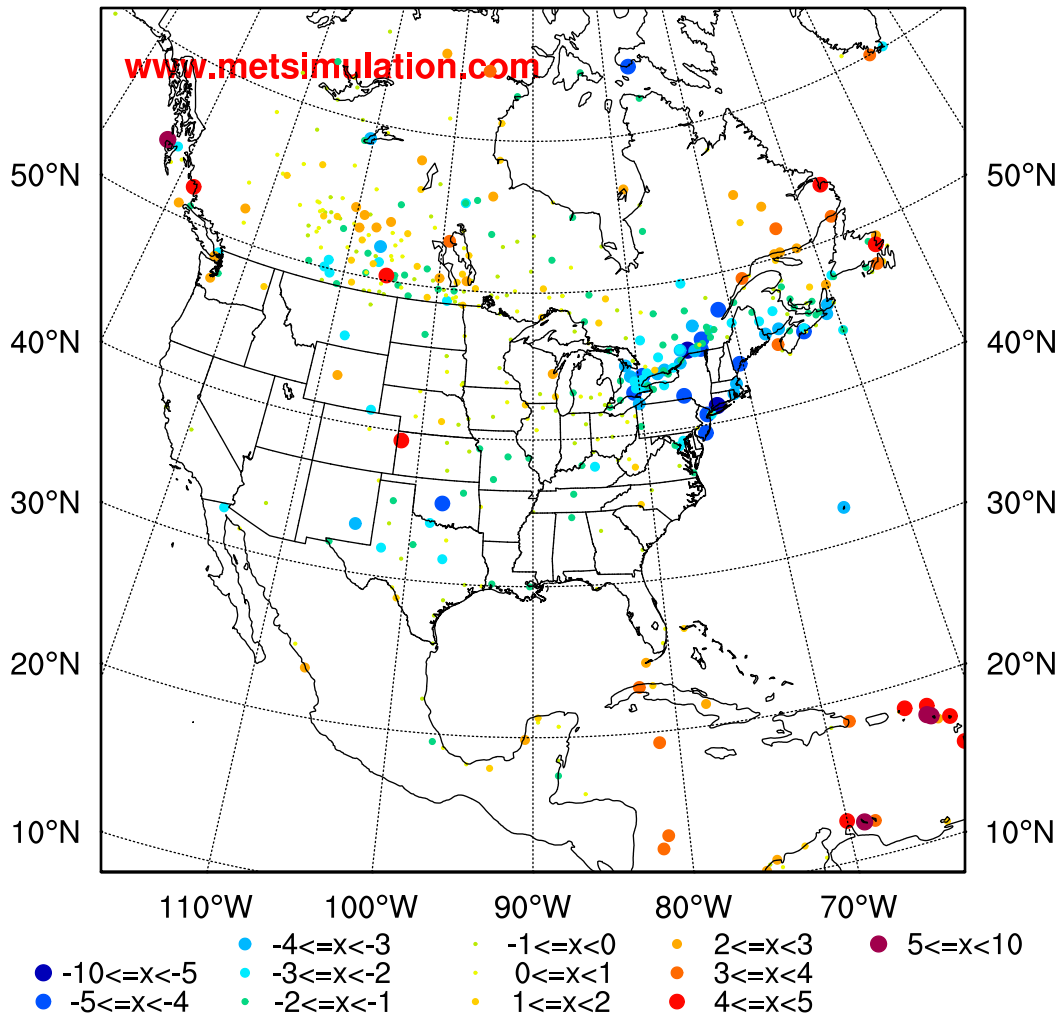 www.metsimulation.com
50°N 50°N
40°N 40°N
30°N 30°N
20°N 20°N
10°N 10°N
110°W 100°W 90°W 80°W 70°W
-4<=x<-3 -1<=x<0 2<=x<3 5<=x<10
-10<=x<-5 -3<=x<-2 0<=x<1 3<=x<4
-5<=x<-4 -2<=x<-1 1<=x<2 4<=x<5